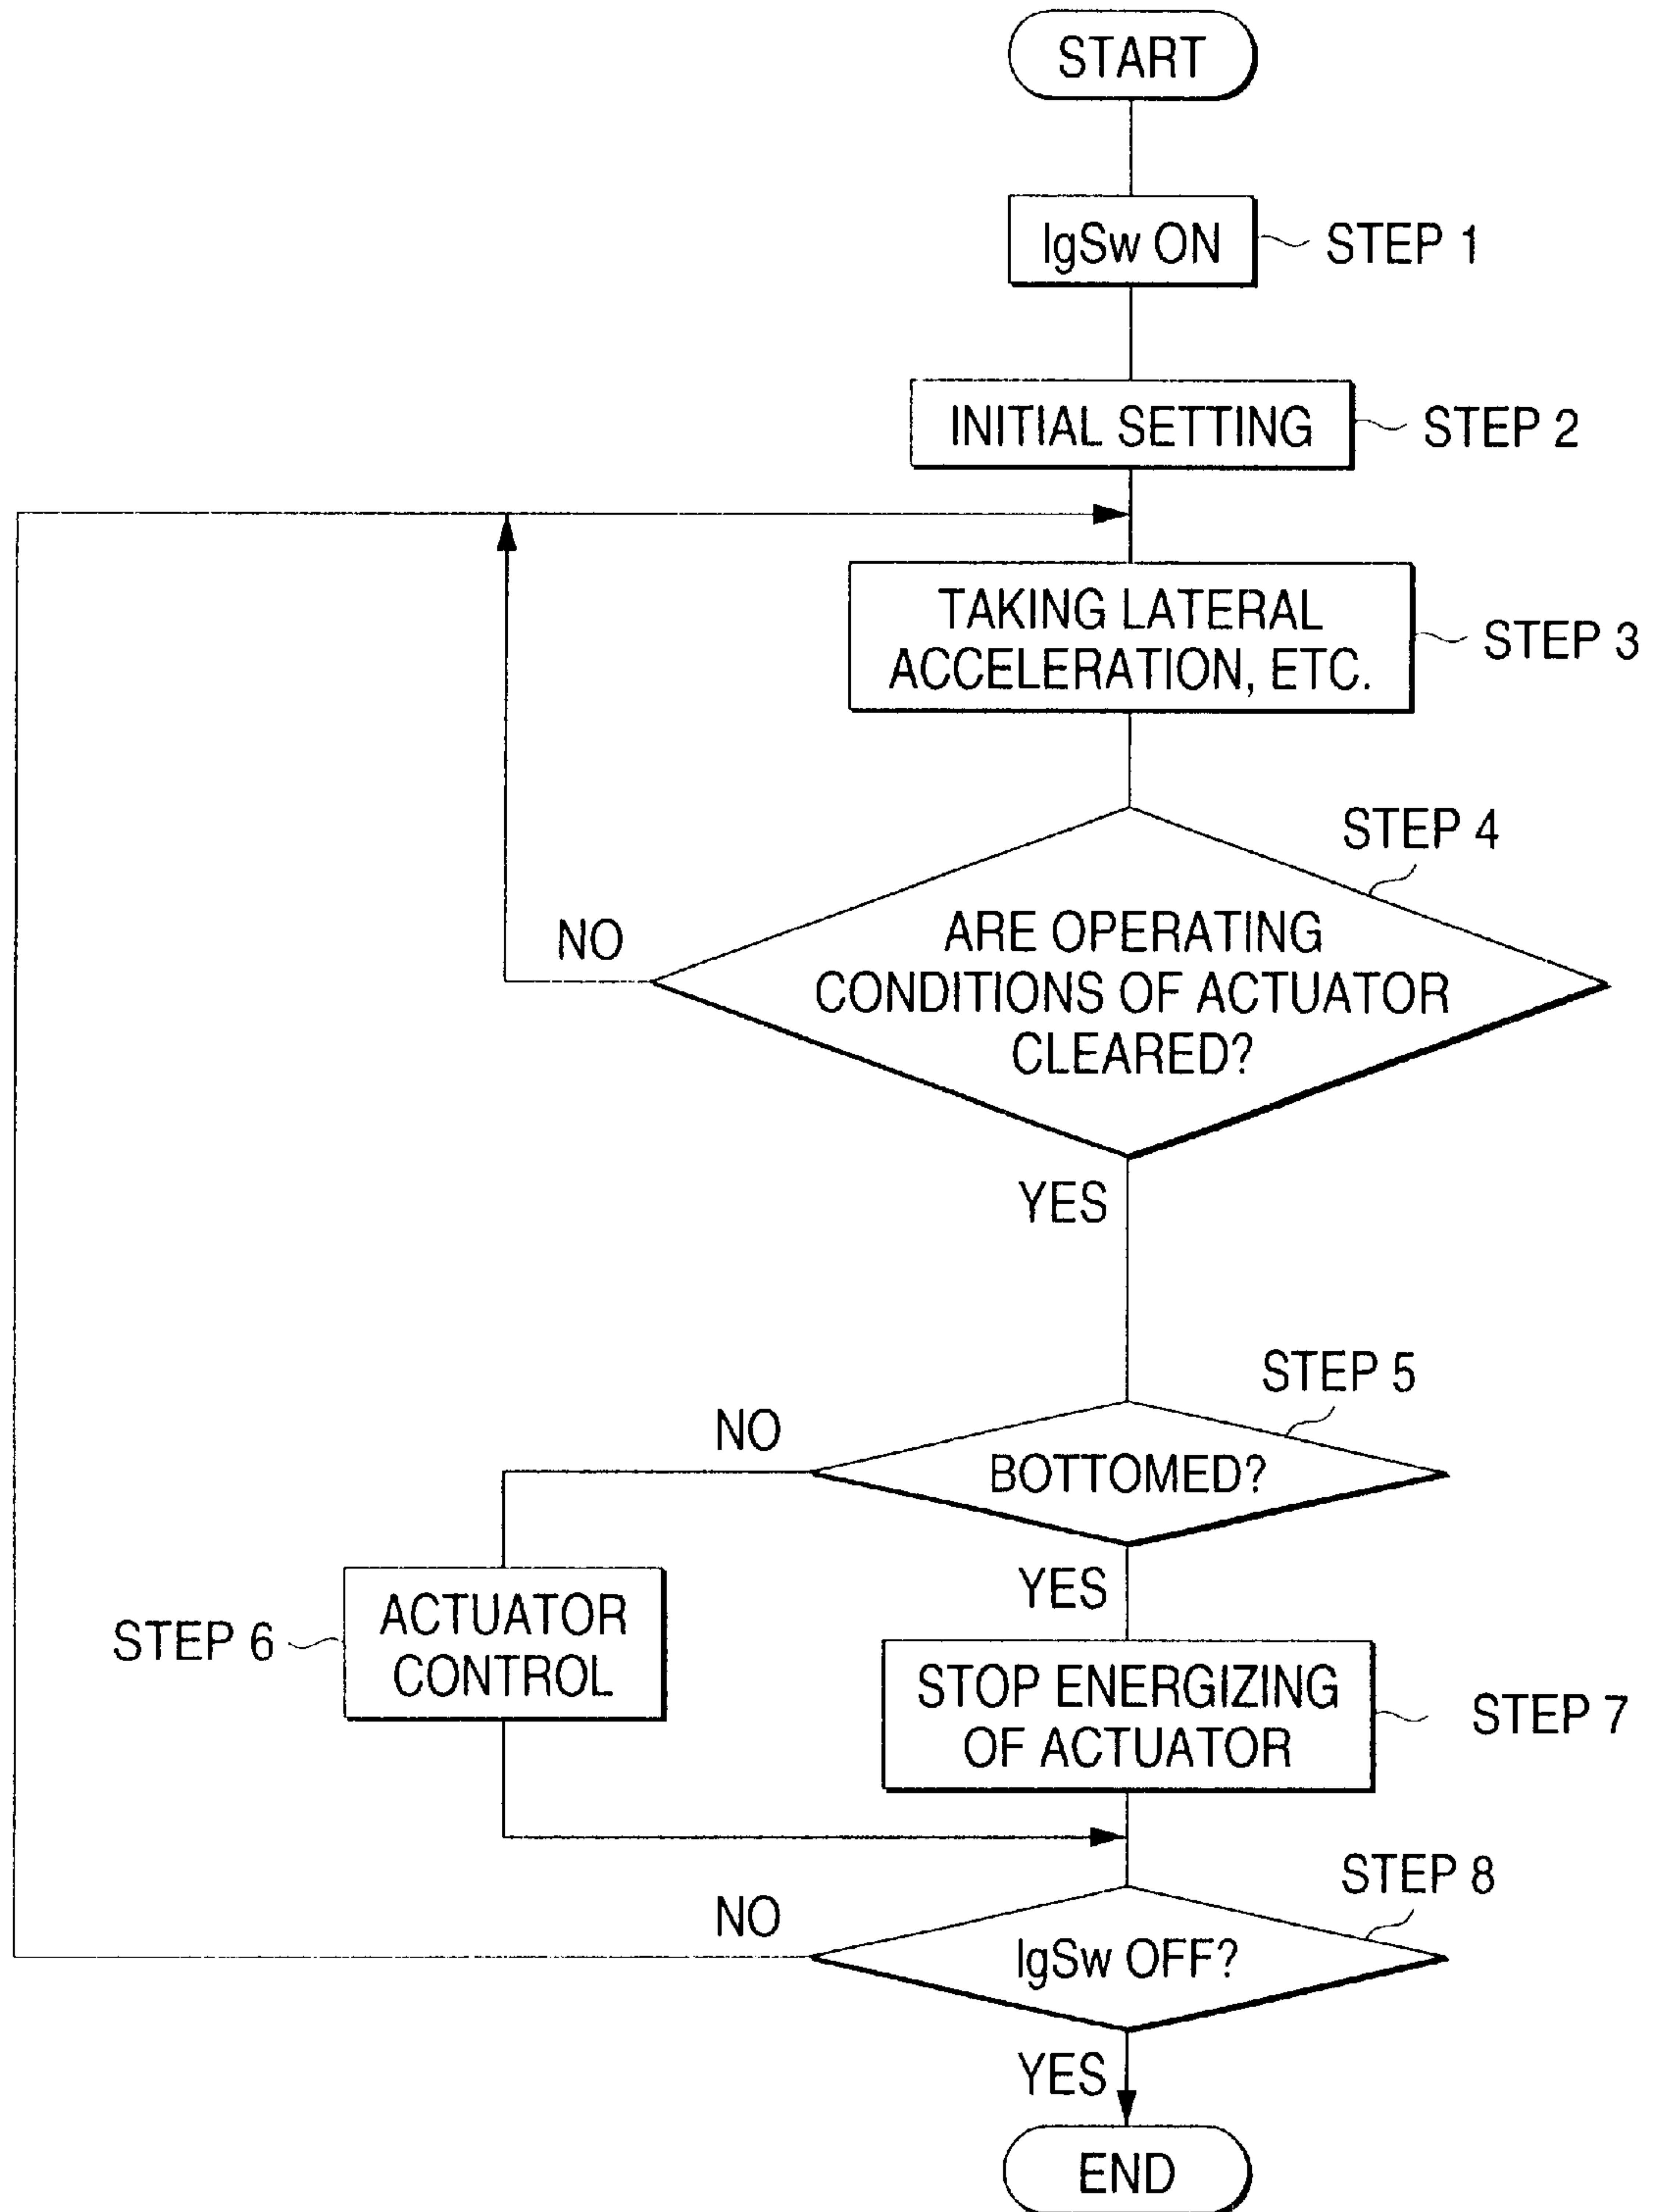 START
IgSw ON
STEP 1
INITIAL SETTING
STEP 2
TAKING LATERAL
ACCELERATION, ETC.
STEP 3
STEP 4
ARE OPERATING
CONDITIONS OF ACTUATOR
CLEARED?
NO
YES
STEP 5
NO
BOTTOMED?
YES
STEP 6
ACTUATOR
CONTROL
STOP ENERGIZING
OF ACTUATOR
STEP 7
STEP 8
NO
IgSw OFF?
YES
END